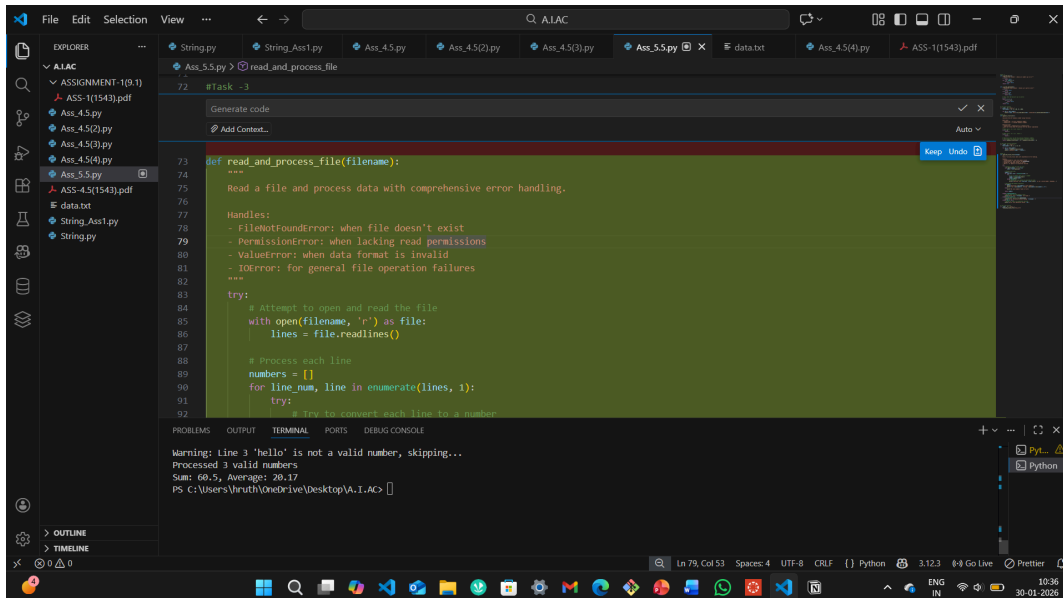 File Edit Selection View ··· A.I.AC
EXPLORER ···
String.py String_Ass1.py Ass_4.5.py Ass_4.5(2).py Ass_4.5(3).py Ass_5.5.py data.txt Ass_4.5(4).py ASS-1(1543).pdf
A.I.AC
ASSIGNMENT-1(9.1)
ASS-1(1543).pdf
Ass_4.5.py
Ass_4.5(2).py
Ass_4.5(3).py
Ass_4.5(4).py
Ass_5.5.py
ASS-4.5(1543).pdf
data.txt
String_Ass1.py
String.py
OUTLINE
TIMELINE
Ass_5.5.py > read_and_process_file
72 #Task -3
Generate code
Add Context...
Auto
Keep Undo
73 def read_and_process_file(filename):
74 """
75 Read a file and process data with comprehensive error handling.
76
77 Handles:
78 - FileNotFoundError: when file doesn't exist
79 - PermissionError: when lacking read permissions
80 - ValueError: when data format is invalid
81 - IOError: for general file operation failures
82 """
83 try:
84 # Attempt to open and read the file
85 with open(filename, 'r') as file:
86 lines = file.readlines()
87
88 # Process each line
89 numbers = []
90 for line_num, line in enumerate(lines, 1):
91 try:
92 # Try to convert each line to a number
PROBLEMS OUTPUT TERMINAL PORTS DEBUG CONSOLE
Warning: Line 3 'hello' is not a valid number, skipping...
Processed 3 valid numbers
Sum: 60.5, Average: 20.17
PS C:\Users\hruth\OneDrive\Desktop\A.I.AC>
Pyt...
Python
0 0 Ln 79, Col 53 Spaces: 4 UTF-8 CRLF {} Python 3.12.3 Go Live Prettier
4
ENG
IN
10:36
30-01-2026